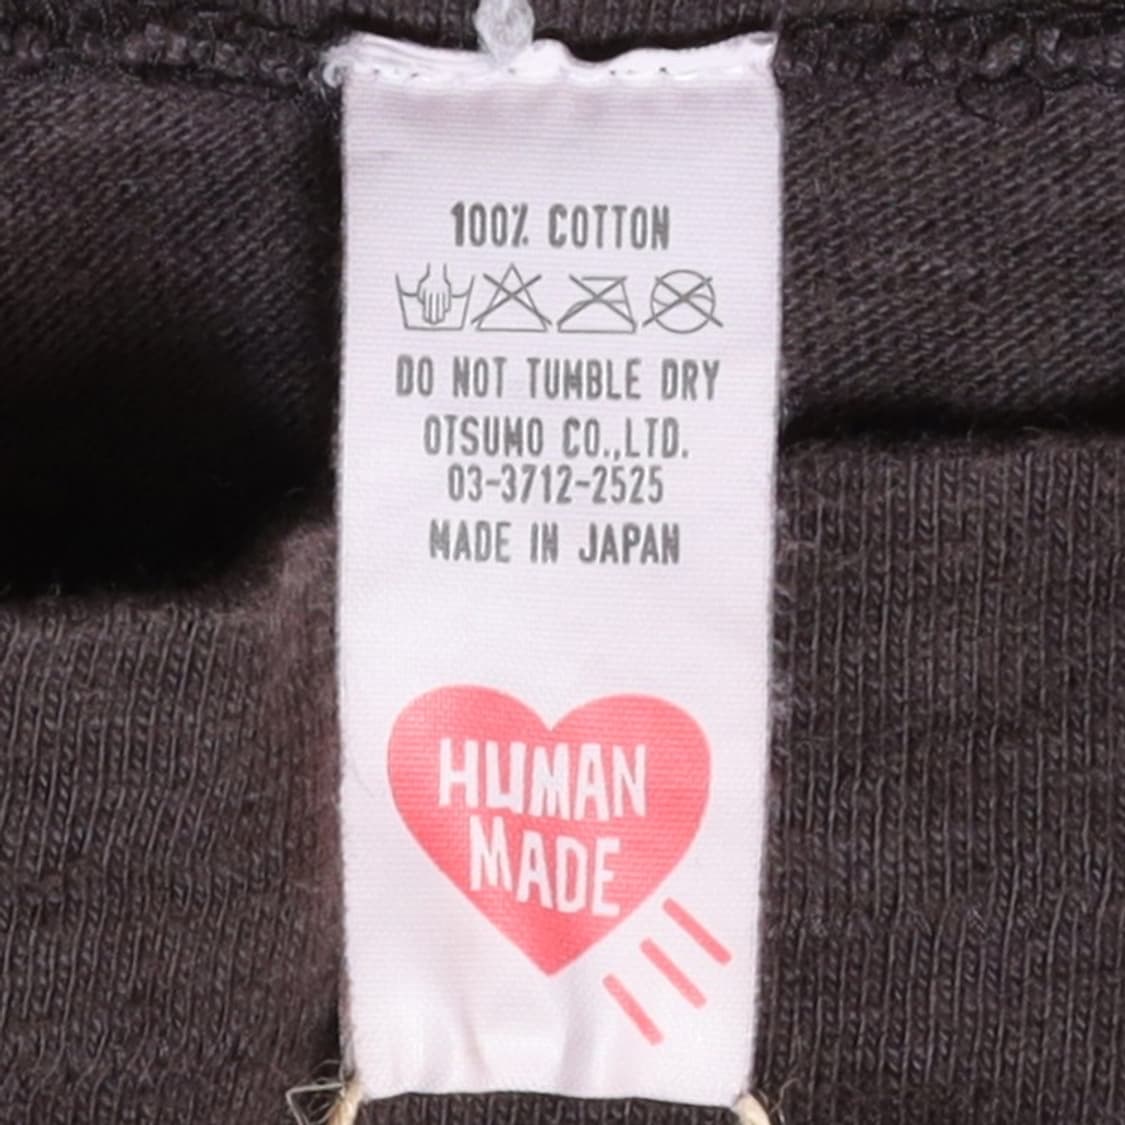 100% COTTON
DO NOT TUMBLE DRY
OTSUMO CO.,LTD.
03-3712-2525
MADE IN JAPAN
HUMAN
MADE